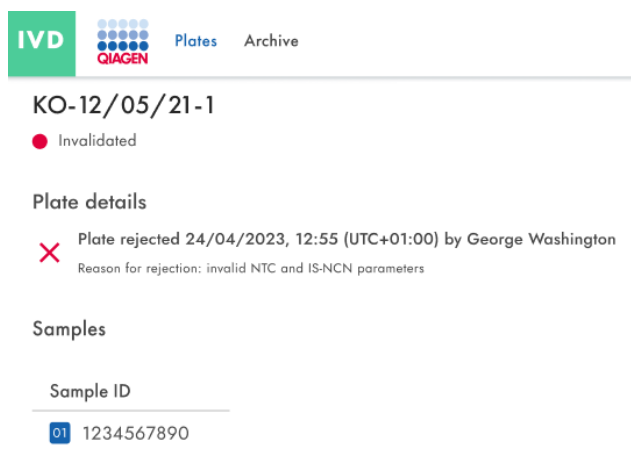 IVD
QIAGEN
Plates Archive
KO-12/05/21-1
Invalidated
Plate details
Plate rejected 24/04/2023, 12:55 (UTC+01:00) by George Washington
Reason for rejection: invalid NTC and IS-NCN parameters
Samples
Sample ID
01 1234567890